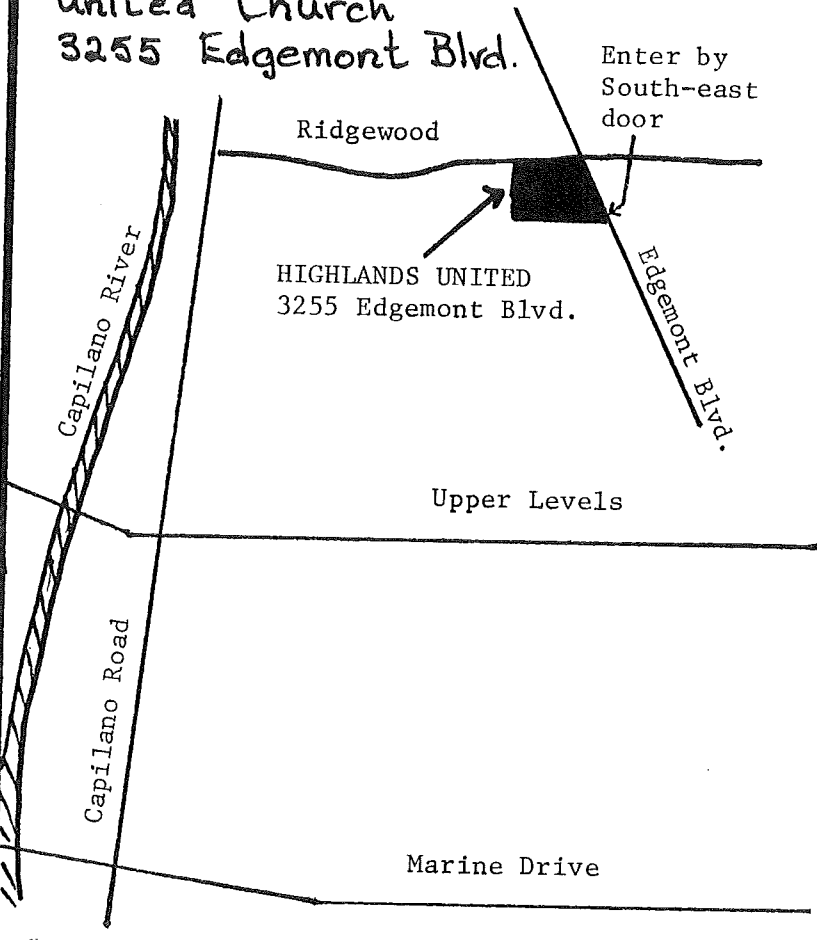 United Church
3255 Edgemont Blvd.
Enter by
South-east
door
Ridgewood
HIGHLANDS UNITED
3255 Edgemont Blvd.
Edgemont Blvd.
Capilano River
Upper Levels
Capilano Road
Marine Drive